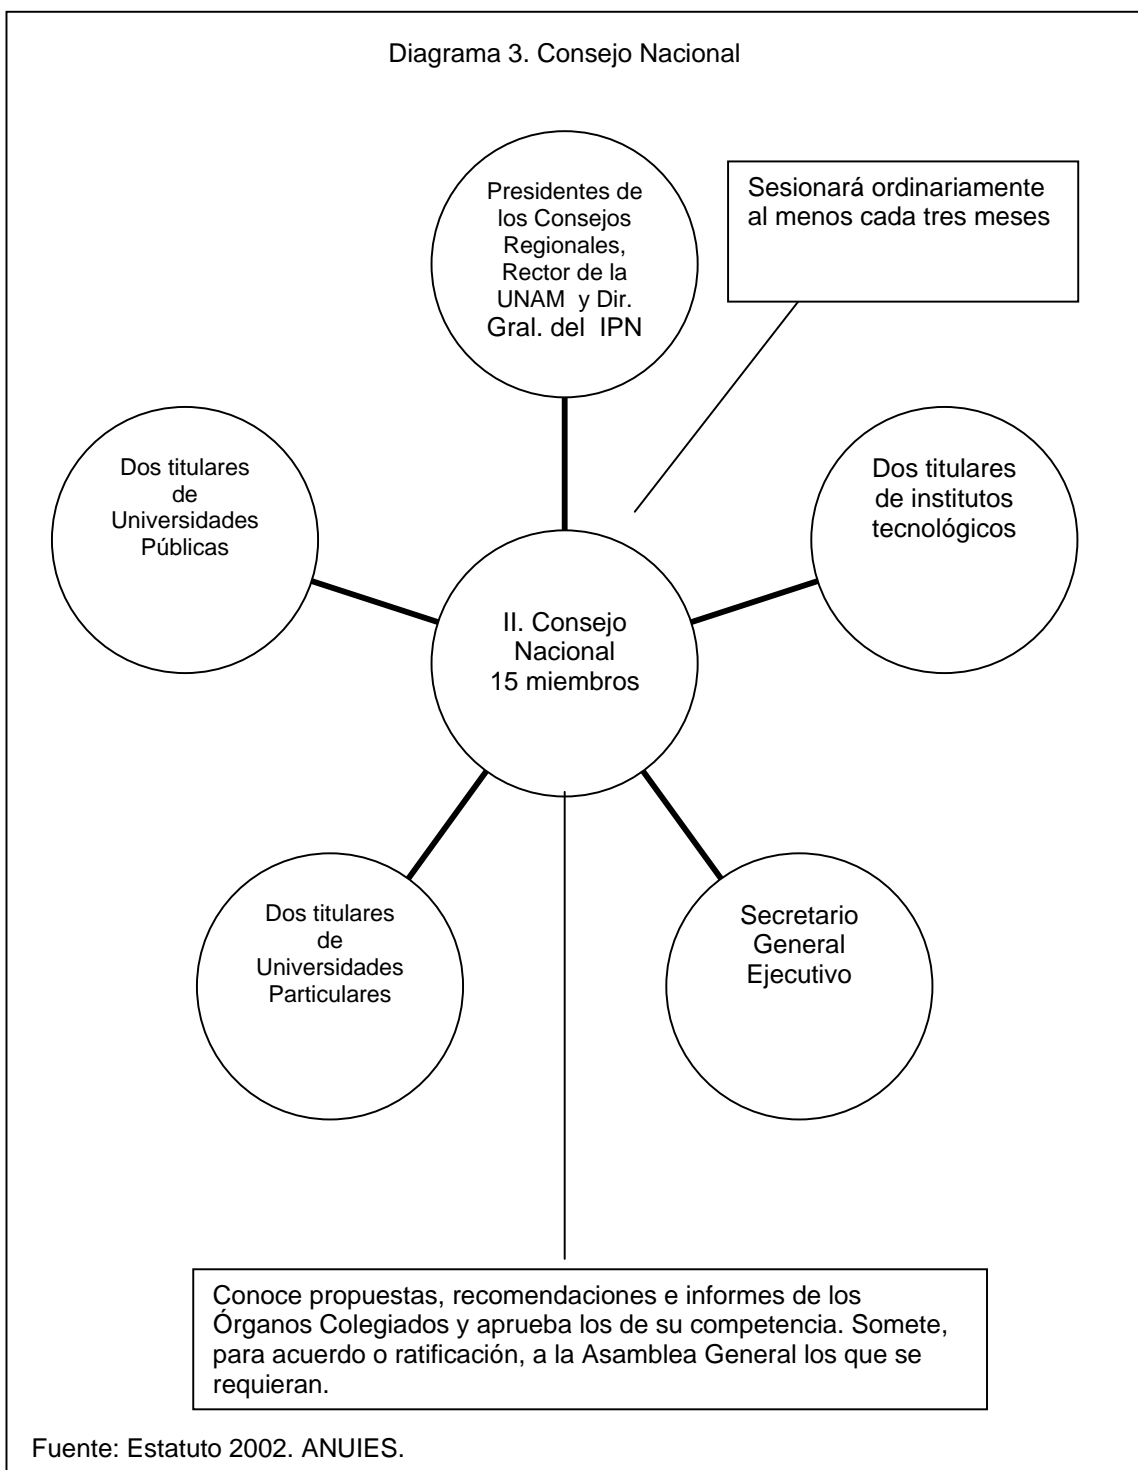 Diagrama 3. Consejo Nacional
Presidentes de
los Consejos
Regionales,
Rector de la
UNAM y Dir.
Gral. del IPN
Sesionará ordinariamente
al menos cada tres meses
Dos titulares
de
Universidades
Públicas
Dos titulares
de institutos
tecnológicos
II. Consejo
Nacional
15 miembros
Dos titulares
de
Universidades
Particulares
Secretario
General
Ejecutivo
Conoce propuestas, recomendaciones e informes de los
Órganos Colegiados y aprueba los de su competencia. Somete,
para acuerdo o ratificación, a la Asamblea General los que se
requieran.
Fuente: Estatuto 2002. ANUIES.